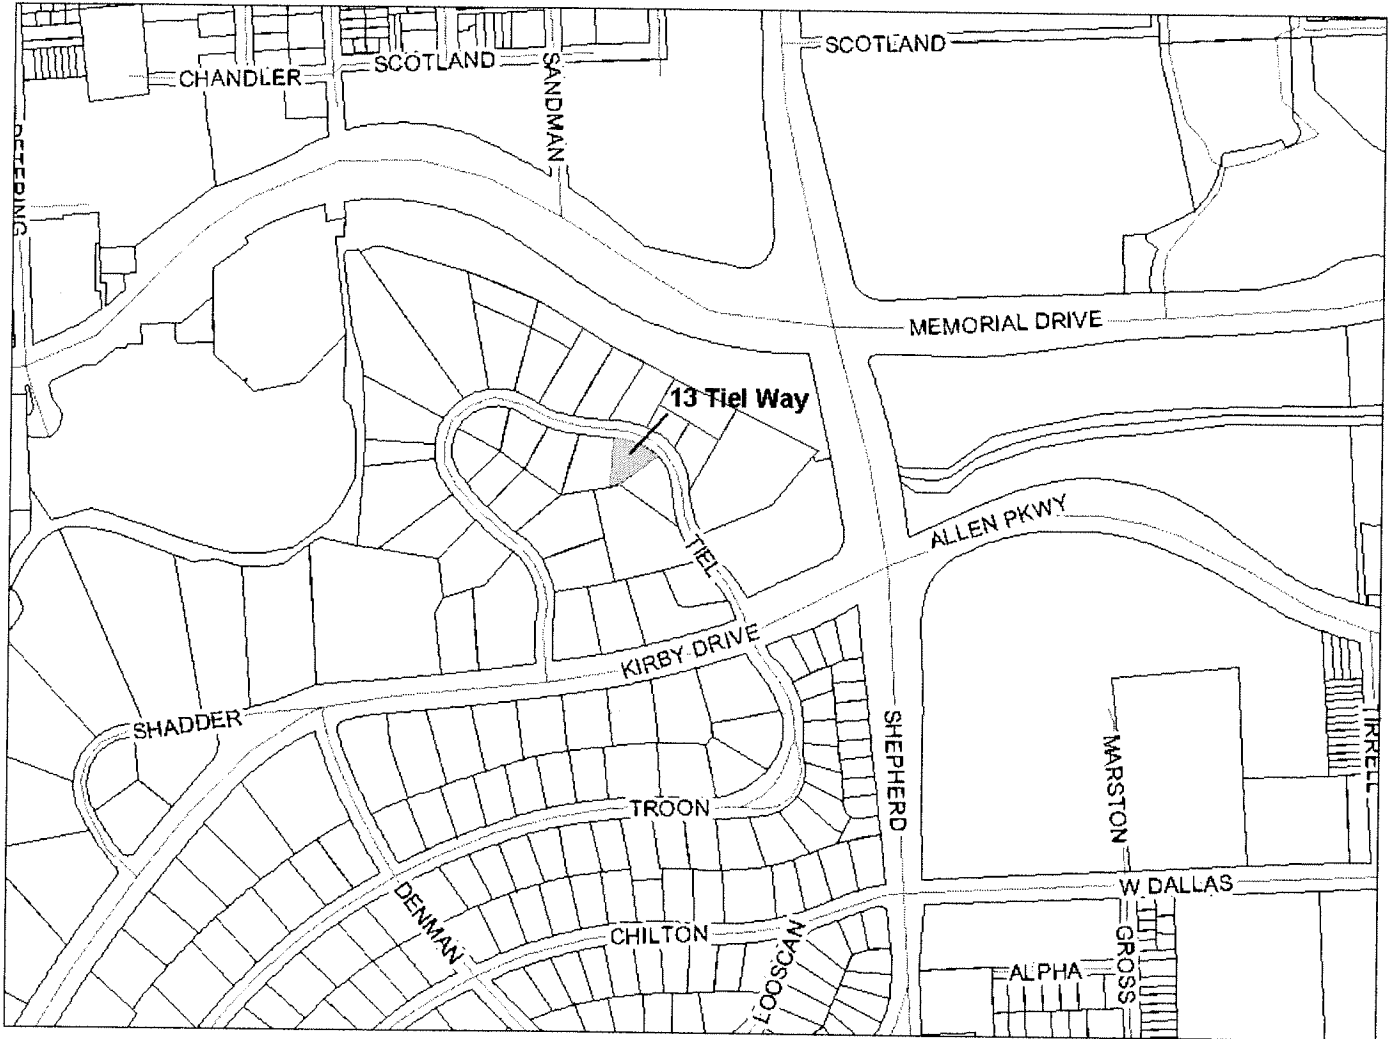 SCOTLAND
SCOTLAND
CHANDLER
SANDMAN
DETERING
MEMORIAL DRIVE
13 Tiel Way
ALLEN PKWY
TIEL
KIRBY DRIVE
SHADDER
SHEPHERD
TIRRELL
MARSTON
TROON
W DALLAS
DENMAN
CHILTON
LOOSCAN
GROSS
ALPHA